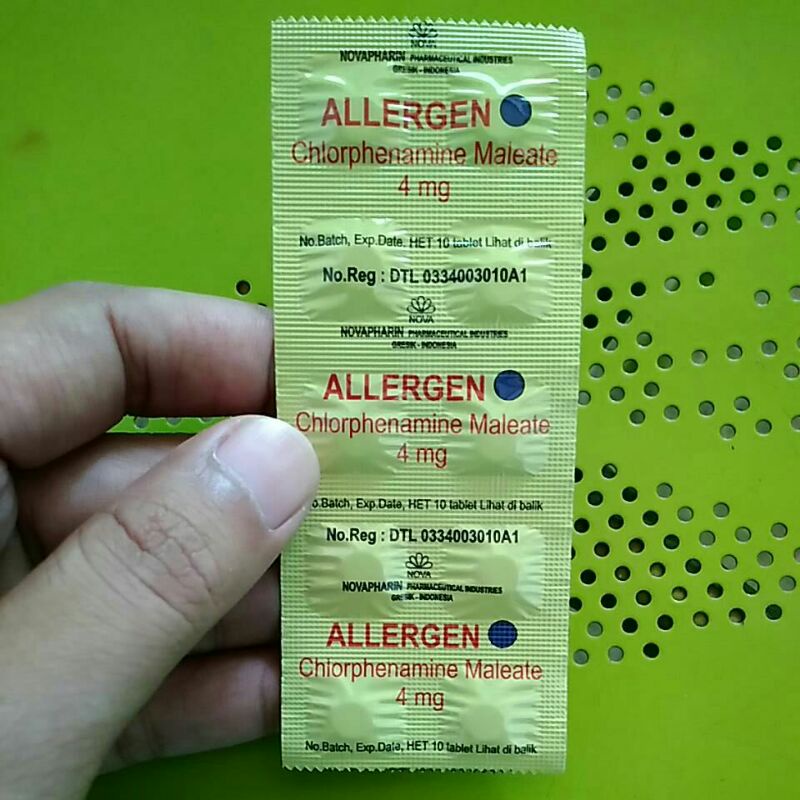 NOVA
NOVAPHARIN PHARMACEUTICAL INDUSTRIES
GRESIK - INDONESIA
ALLERGEN
Chlorphenamine Maleate
4 mg
No.Batch, Exp.Date, HET 10 tablet Lihat di balik
No.Reg : DTL 0334003010A1
NOVA
NOVAPHARIN PHARMACEUTICAL INDUSTRIES
GRESIK - INDONESIA
ALLERGEN
Chlorphenamine Maleate
4 mg
o.Batch, Exp.Date, HET 10 tablet Lihat di balik
No.Reg : DTL 0334003010A1
NOVA
NOVAPHARIN PHARMACEUTICAL INDUSTRIES
GRESIK - INDONESIA
ALLERGEN
Chlorphenamine Maleate
4 mg
No.Batch, Exp.Date, HET 10 tablet Lihat di balik